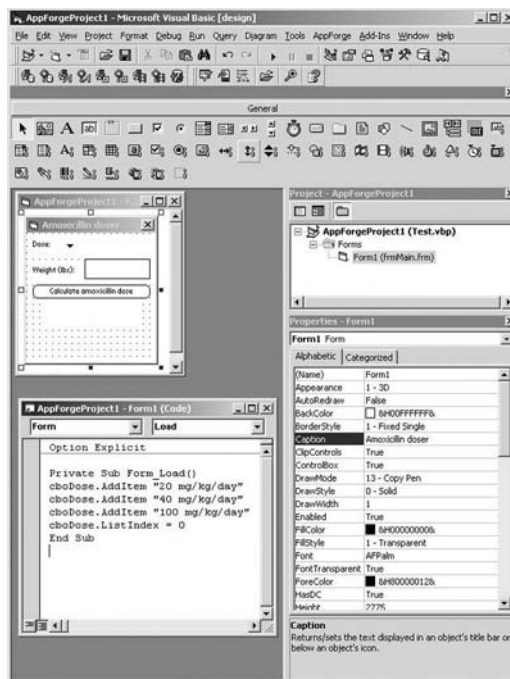 AppForgeProject1 - Microsoft Visual Basic [design]
File Edit View Project Format Debug Run Query Diagram Tools AppForge Add-Ins Window Help
General
AppForgeProject1 - F...
Amoxicillin doser
Dose:
Weight (lbs):
Calculate amoxicillin dose
Project - AppForgeProject1
AppForgeProject1 (Test.vbp)
Forms
Form1 (frmMain.frm)
Properties - Form1
Form1 Form
Alphabetic Categorized
(Name) Form1
Appearance 1 - 3D
AutoRedraw False
BackColor &H00FFFFFF&
BorderStyle 1 - Fixed Single
Caption Amoxicillin doser
ClipControls True
ControlBox True
DrawMode 13 - Copy Pen
DrawStyle 0 - Solid
DrawWidth 1
Enabled True
FillColor &H00000000&
FillStyle 1 - Transparent
Font AFPalm
FontTransparent True
ForeColor &H80000012&
HasDC True
Height 2775
Caption
Returns/sets the text displayed in an object's title bar or
below an object's icon.
AppForgeProject1 - Form1 (Code)
Form Load
Option Explicit
Private Sub Form_Load()
cboDose.AddItem "20 mg/kg/day"
cboDose.AddItem "40 mg/kg/day"
cboDose.AddItem "100 mg/kg/day"
cboDose.ListIndex = 0
End Sub